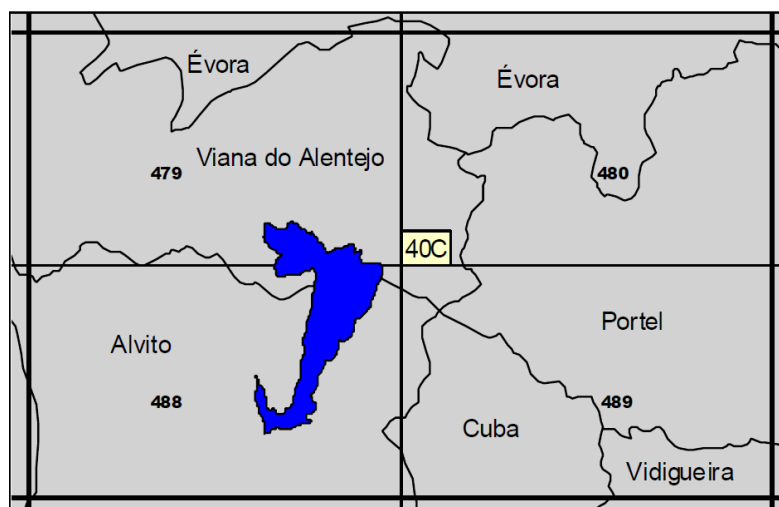 Évora
Évora
Viana do Alentejo
479
480
40C
Portel
Alvito
488
489
Cuba
Vidigueira